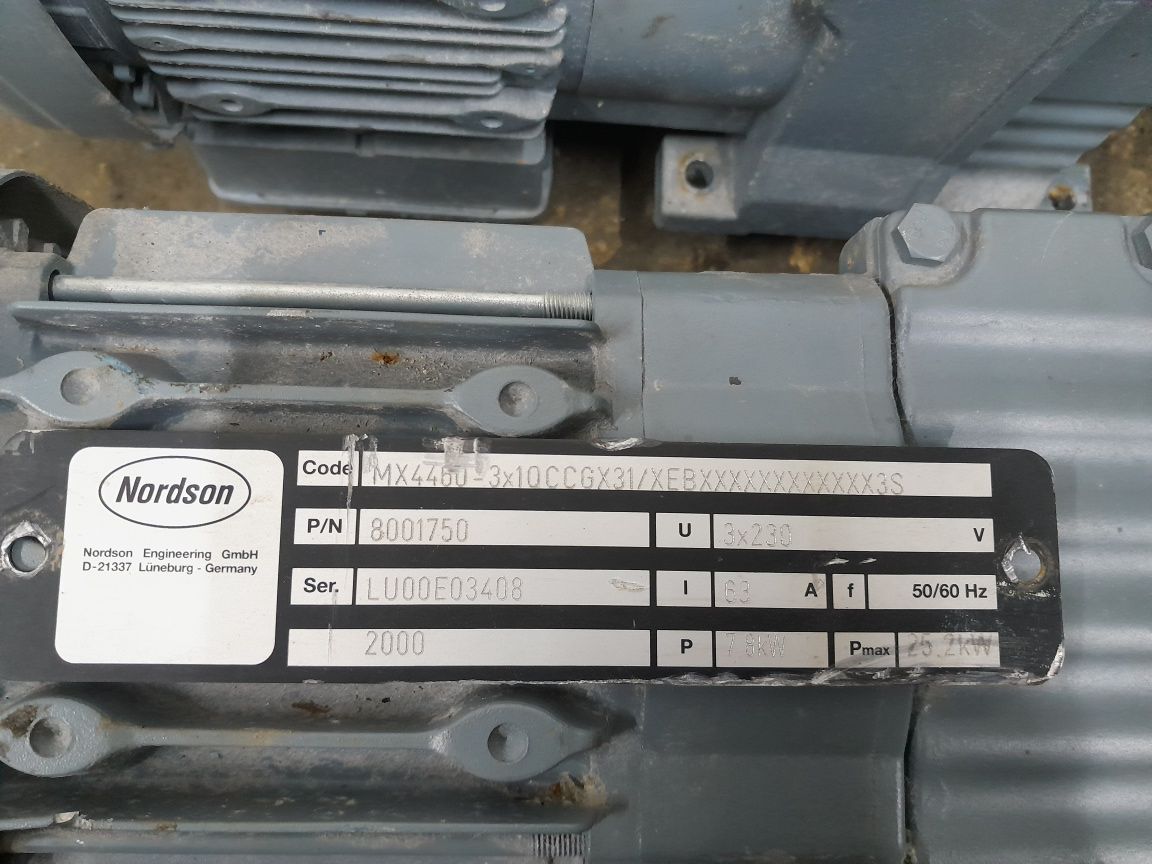 Nordson
Nordson Engineering GmbH
D-21337 Lüneburg - Germany
Code MX4460-3x10CCGX31/XEBXXXXXXXXXXXX3S
P/N 8001750 U 3x230 V
Ser. LU00E03408 I 63 A f 50/60 Hz
2000 P 7.8kW Pmax 25.2kW